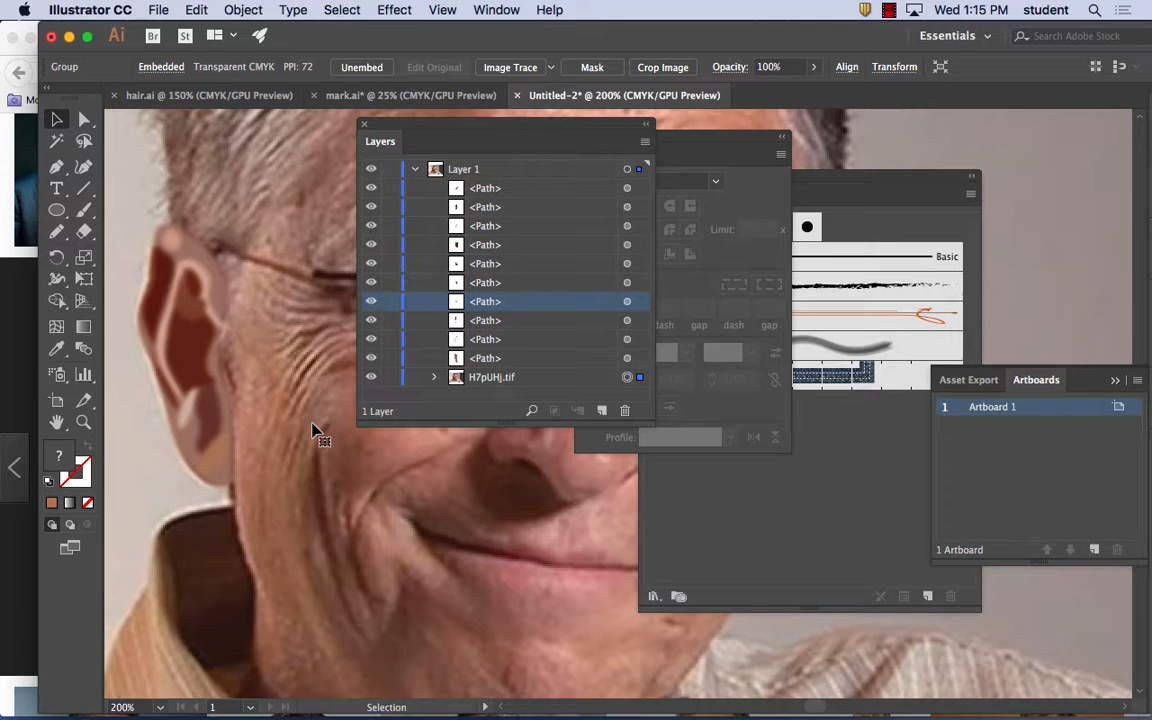 Illustrator CC File Edit Object Type Select Effect View Window Help Wed 1:15 PM student
Ai Br St Essentials Search Adobe Stock
Group Embedded Transparent CMYK PPI: 72 Unembed Edit Original Image Trace Mask Crop Image Opacity: 100% Align Transform
hair.ai @ 150% (CMYK/GPU Preview) mark.ai* @ 25% (CMYK/GPU Preview) Untitled-2* @ 200% (CMYK/GPU Preview)
Layers
Layer 1
<Path>
<Path>
<Path>
<Path>
<Path>
<Path>
<Path>
<Path>
<Path>
<Path>
H7pUHj.tif
1 Layer
Limit: x
dash gap dash gap
Profile:
Basic
Asset Export Artboards
1 Artboard 1
1 Artboard
?
200% 1 Selection